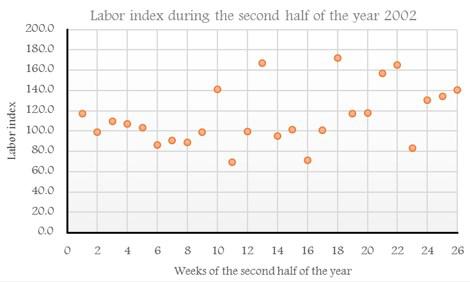 Labor index during the second half of the year 2002
200.0
180.0
160.0
140.0
120.0
100.0
80.0
60.0
40.0
20.0
0.0
Labor index
0 2 4 6 8 10 12 14 16 18 20 22 24 26
Weeks of the second half of the year